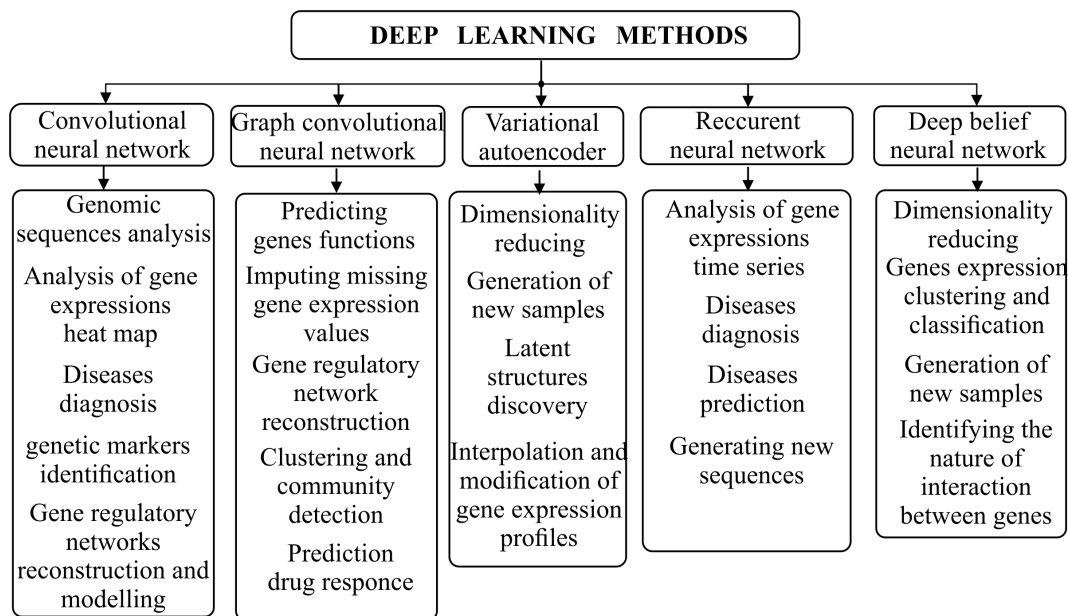 DEEP LEARNING METHODS
Convolutional
neural network
Genomic
sequences analysis
Analysis of gene
expressions
heat map
Diseases
diagnosis
genetic markers
identification
Gene regulatory
networks
reconstruction and
modelling
Graph convolutional
neural network
Predicting
genes functions
Imputing missing
gene expression
values
Gene regulatory
network
reconstruction
Clustering and
community
detection
Prediction
drug responce
Variational
autoencoder
Dimensionality
reducing
Generation of
new samples
Latent
structures
discovery
Interpolation and
modification of
gene expression
profiles
Reccurent
neural network
Analysis of gene
expressions
time series
Diseases
diagnosis
Diseases
prediction
Generating new
sequences
Deep belief
neural network
Dimensionality
reducing
Genes expression
clustering and
classification
Generation of
new samples
Identifying the
nature of
interaction
between genes